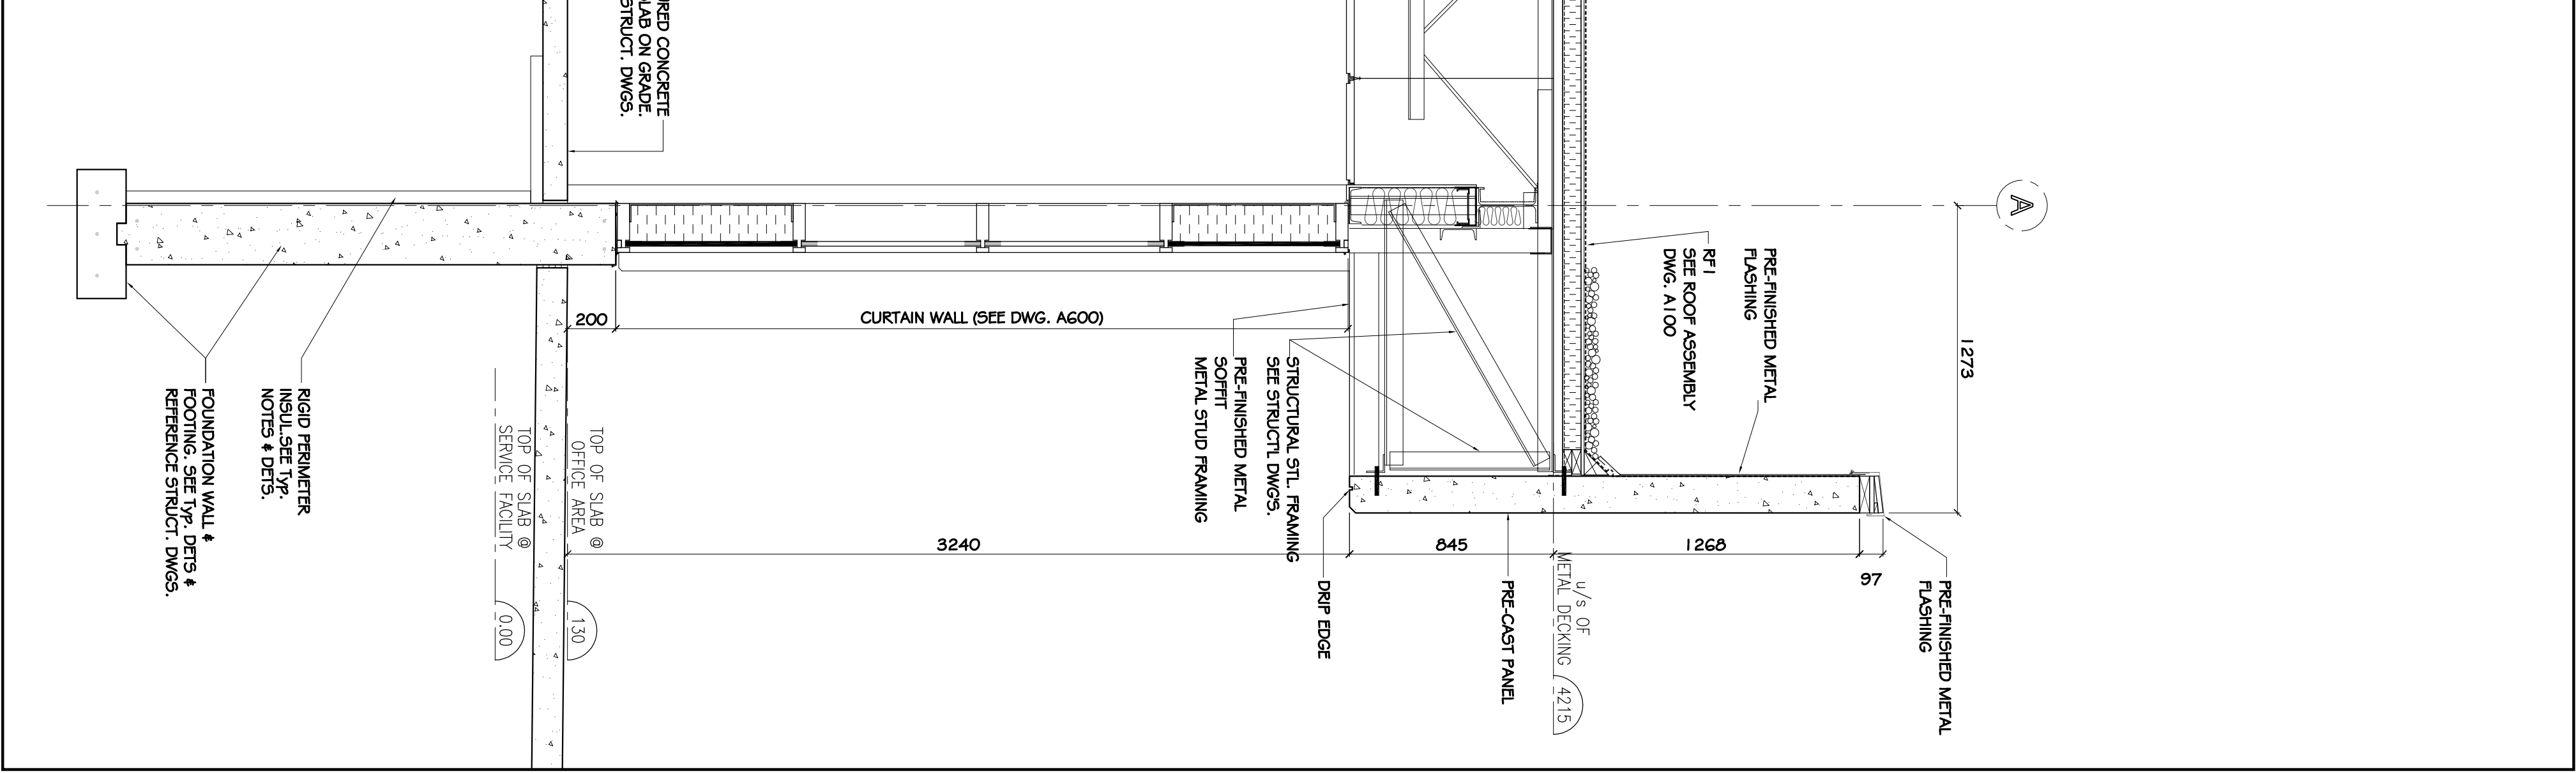 URED CONCRETE
LAB ON GRADE.
STRUCT. DWGS.
A
1273
RF1
SEE ROOF ASSEMBLY
DWG. A100
PRE-FINISHED METAL
FLASHING
PRE-FINISHED METAL
FLASHING
97
1268
845
3240
200
CURTAIN WALL (SEE DWG. A600)
STRUCTURAL STL. FRAMING
SEE STRUCT'L DWG'S.
PRE-FINISHED METAL
SOFFIT
METAL STUD FRAMING
DRIP EDGE
PRE-CAST PANEL
u/s OF
METAL DECKING
4215
TOP OF SLAB @
OFFICE AREA
130
TOP OF SLAB @
SERVICE FACILITY
0.00
RIGID PERIMETER
INSUL.SEE TYP.
NOTES & DETS.
FOUNDATION WALL &
FOOTING. SEE TYP. DETS &
REFERENCE STRUCT. DWGS.